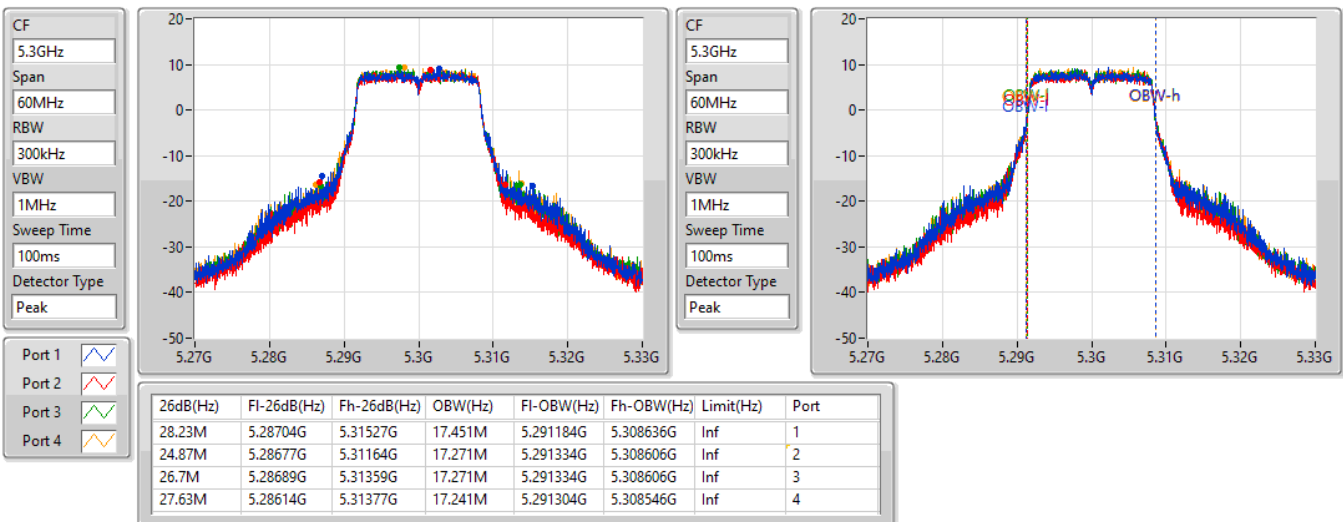 CF
5.3GHz
Span
60MHz
RBW
300kHz
VBW
1MHz
Sweep Time
100ms
Detector Type
Peak
20
10
0
-10
-20
-30
-40
-50
5.27G 5.28G 5.29G 5.3G 5.31G 5.32G 5.33G
CF
5.3GHz
Span
60MHz
RBW
300kHz
VBW
1MHz
Sweep Time
100ms
Detector Type
Peak
20
10
0
-10
-20
-30
-40
-50
OBW-l
OBW-h
5.27G 5.28G 5.29G 5.3G 5.31G 5.32G 5.33G
Port 1
Port 2
Port 3
Port 4
26dB(Hz) Fl-26dB(Hz) Fh-26dB(Hz) OBW(Hz) Fl-OBW(Hz) Fh-OBW(Hz) Limit(Hz) Port
28.23M 5.28704G 5.31527G 17.451M 5.291184G 5.308636G Inf 1
24.87M 5.28677G 5.31164G 17.271M 5.291334G 5.308606G Inf 2
26.7M 5.28689G 5.31359G 17.271M 5.291334G 5.308606G Inf 3
27.63M 5.28614G 5.31377G 17.241M 5.291304G 5.308546G Inf 4